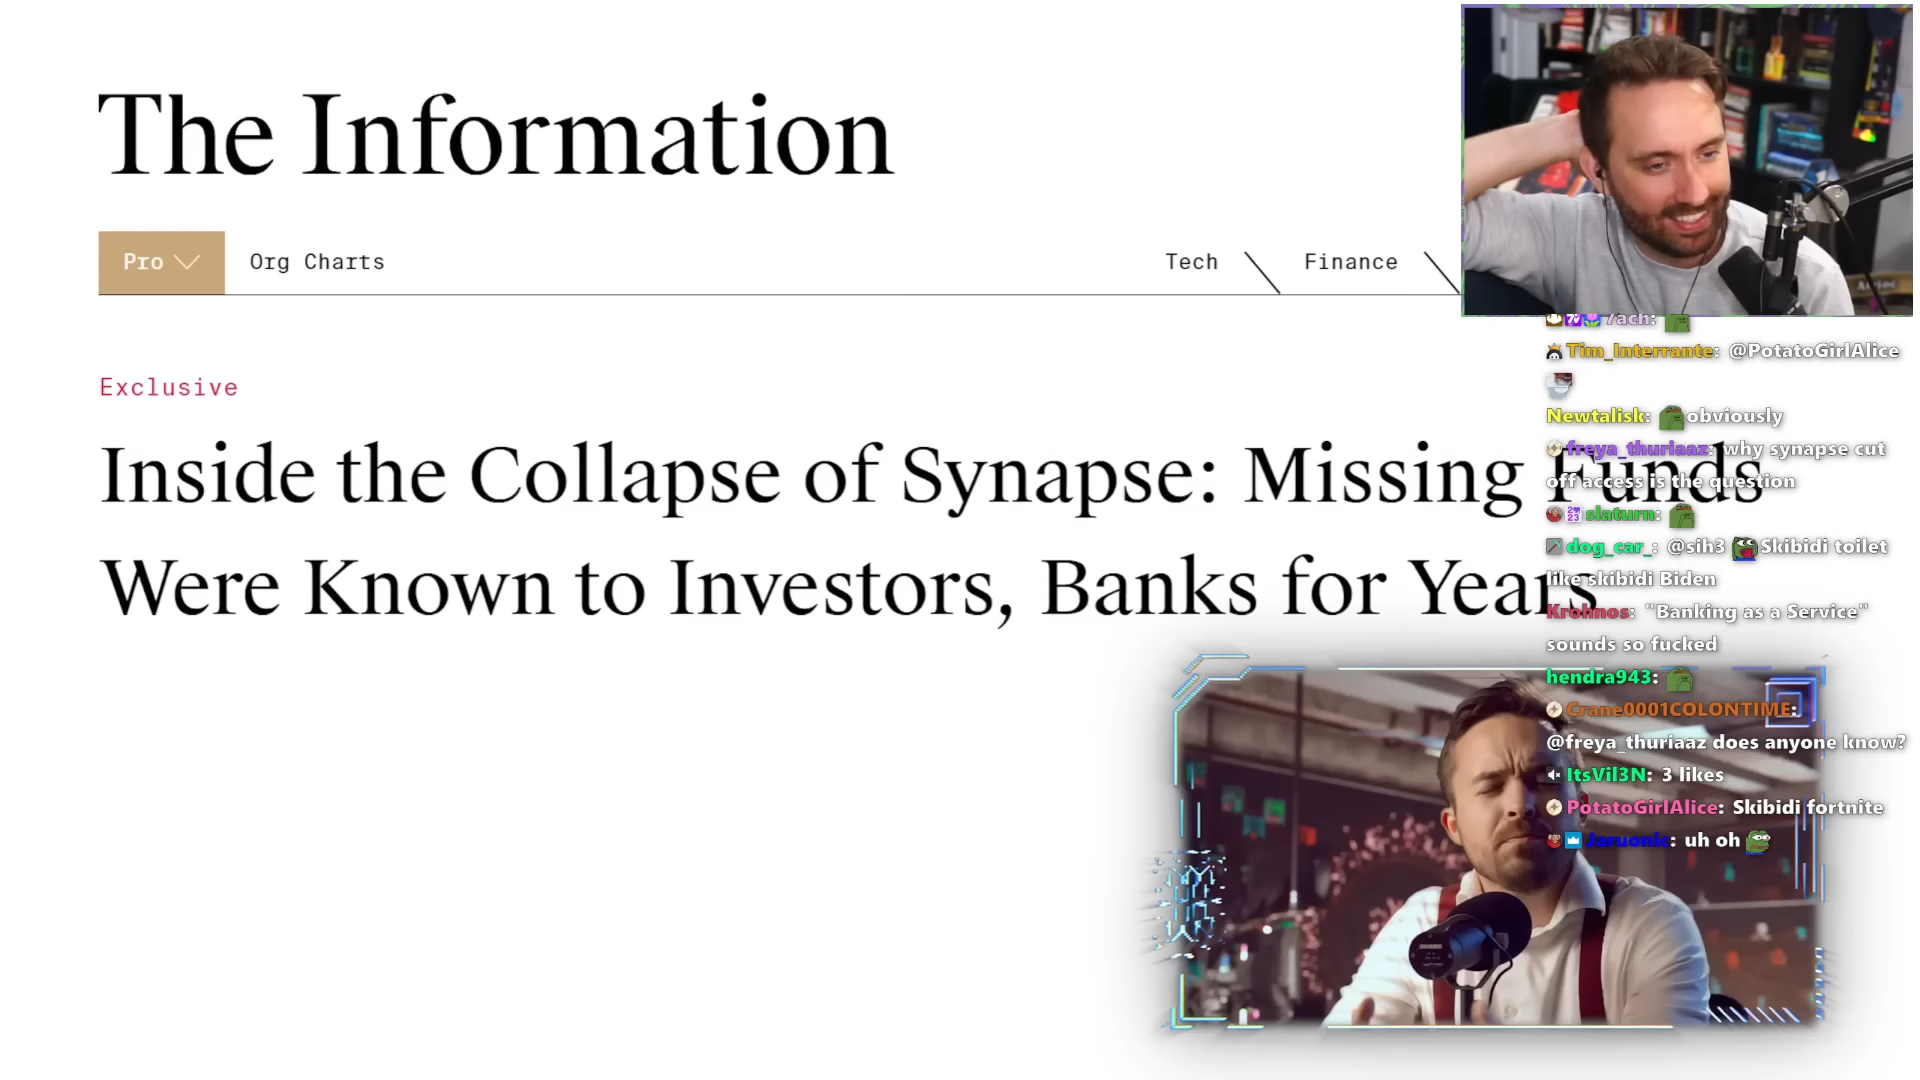 The Information
Pro
Org Charts
Tech
Finance
Exclusive
Inside the Collapse of Synapse: Missing Funds
Were Known to Investors, Banks for Years
7ach:
Tim_Interrante: @PotatoGirlAlice
Newtalisk: obviously
freya_thuriaaz: why synapse cut
off access is the question
slaturn:
dog_car_: @sih3 Skibidi toilet
like skibidi Biden
Krohnos: "Banking as a Service"
sounds so fucked
hendra943:
Crane0001COLONTIME:
@freya_thuriaaz does anyone know?
ItsVil3N: 3 likes
PotatoGirlAlice: Skibidi fortnite
Jaruonic: uh oh